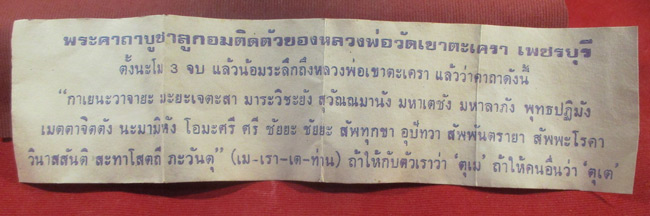 พระคาถาบูชาลูกอมติดตัวของหลวงพ่อวัดเขาตะเครา เพชรบุรี
ตั้งนะโม 3 จบ แล้วน้อมระลึกถึงหลวงพ่อเขาตะเครา แล้วว่าคาถาดังนี้
"กาเยนะวาจายะ มะยะเจตะสา มาระวิชะยัง สุวัณณมานัง มหาเตชัง มหาลาภัง พุทธปฏิมัง
เมตตาจิตตัง นะมามิหัง โอมะศรี ศรี ชัยยะ ชัยยะ สัพทุกขา อุปัทวา สัพพันตรายา สัพพะโรคา
วินาสสันติ สะทาโสตถี ภะวันตุ" (เม-เรา-เต-ท่าน) ถ้าให้กับตัวเราว่า 'ตุเม' ถ้าให้คนอื่นว่า 'ตุเต'